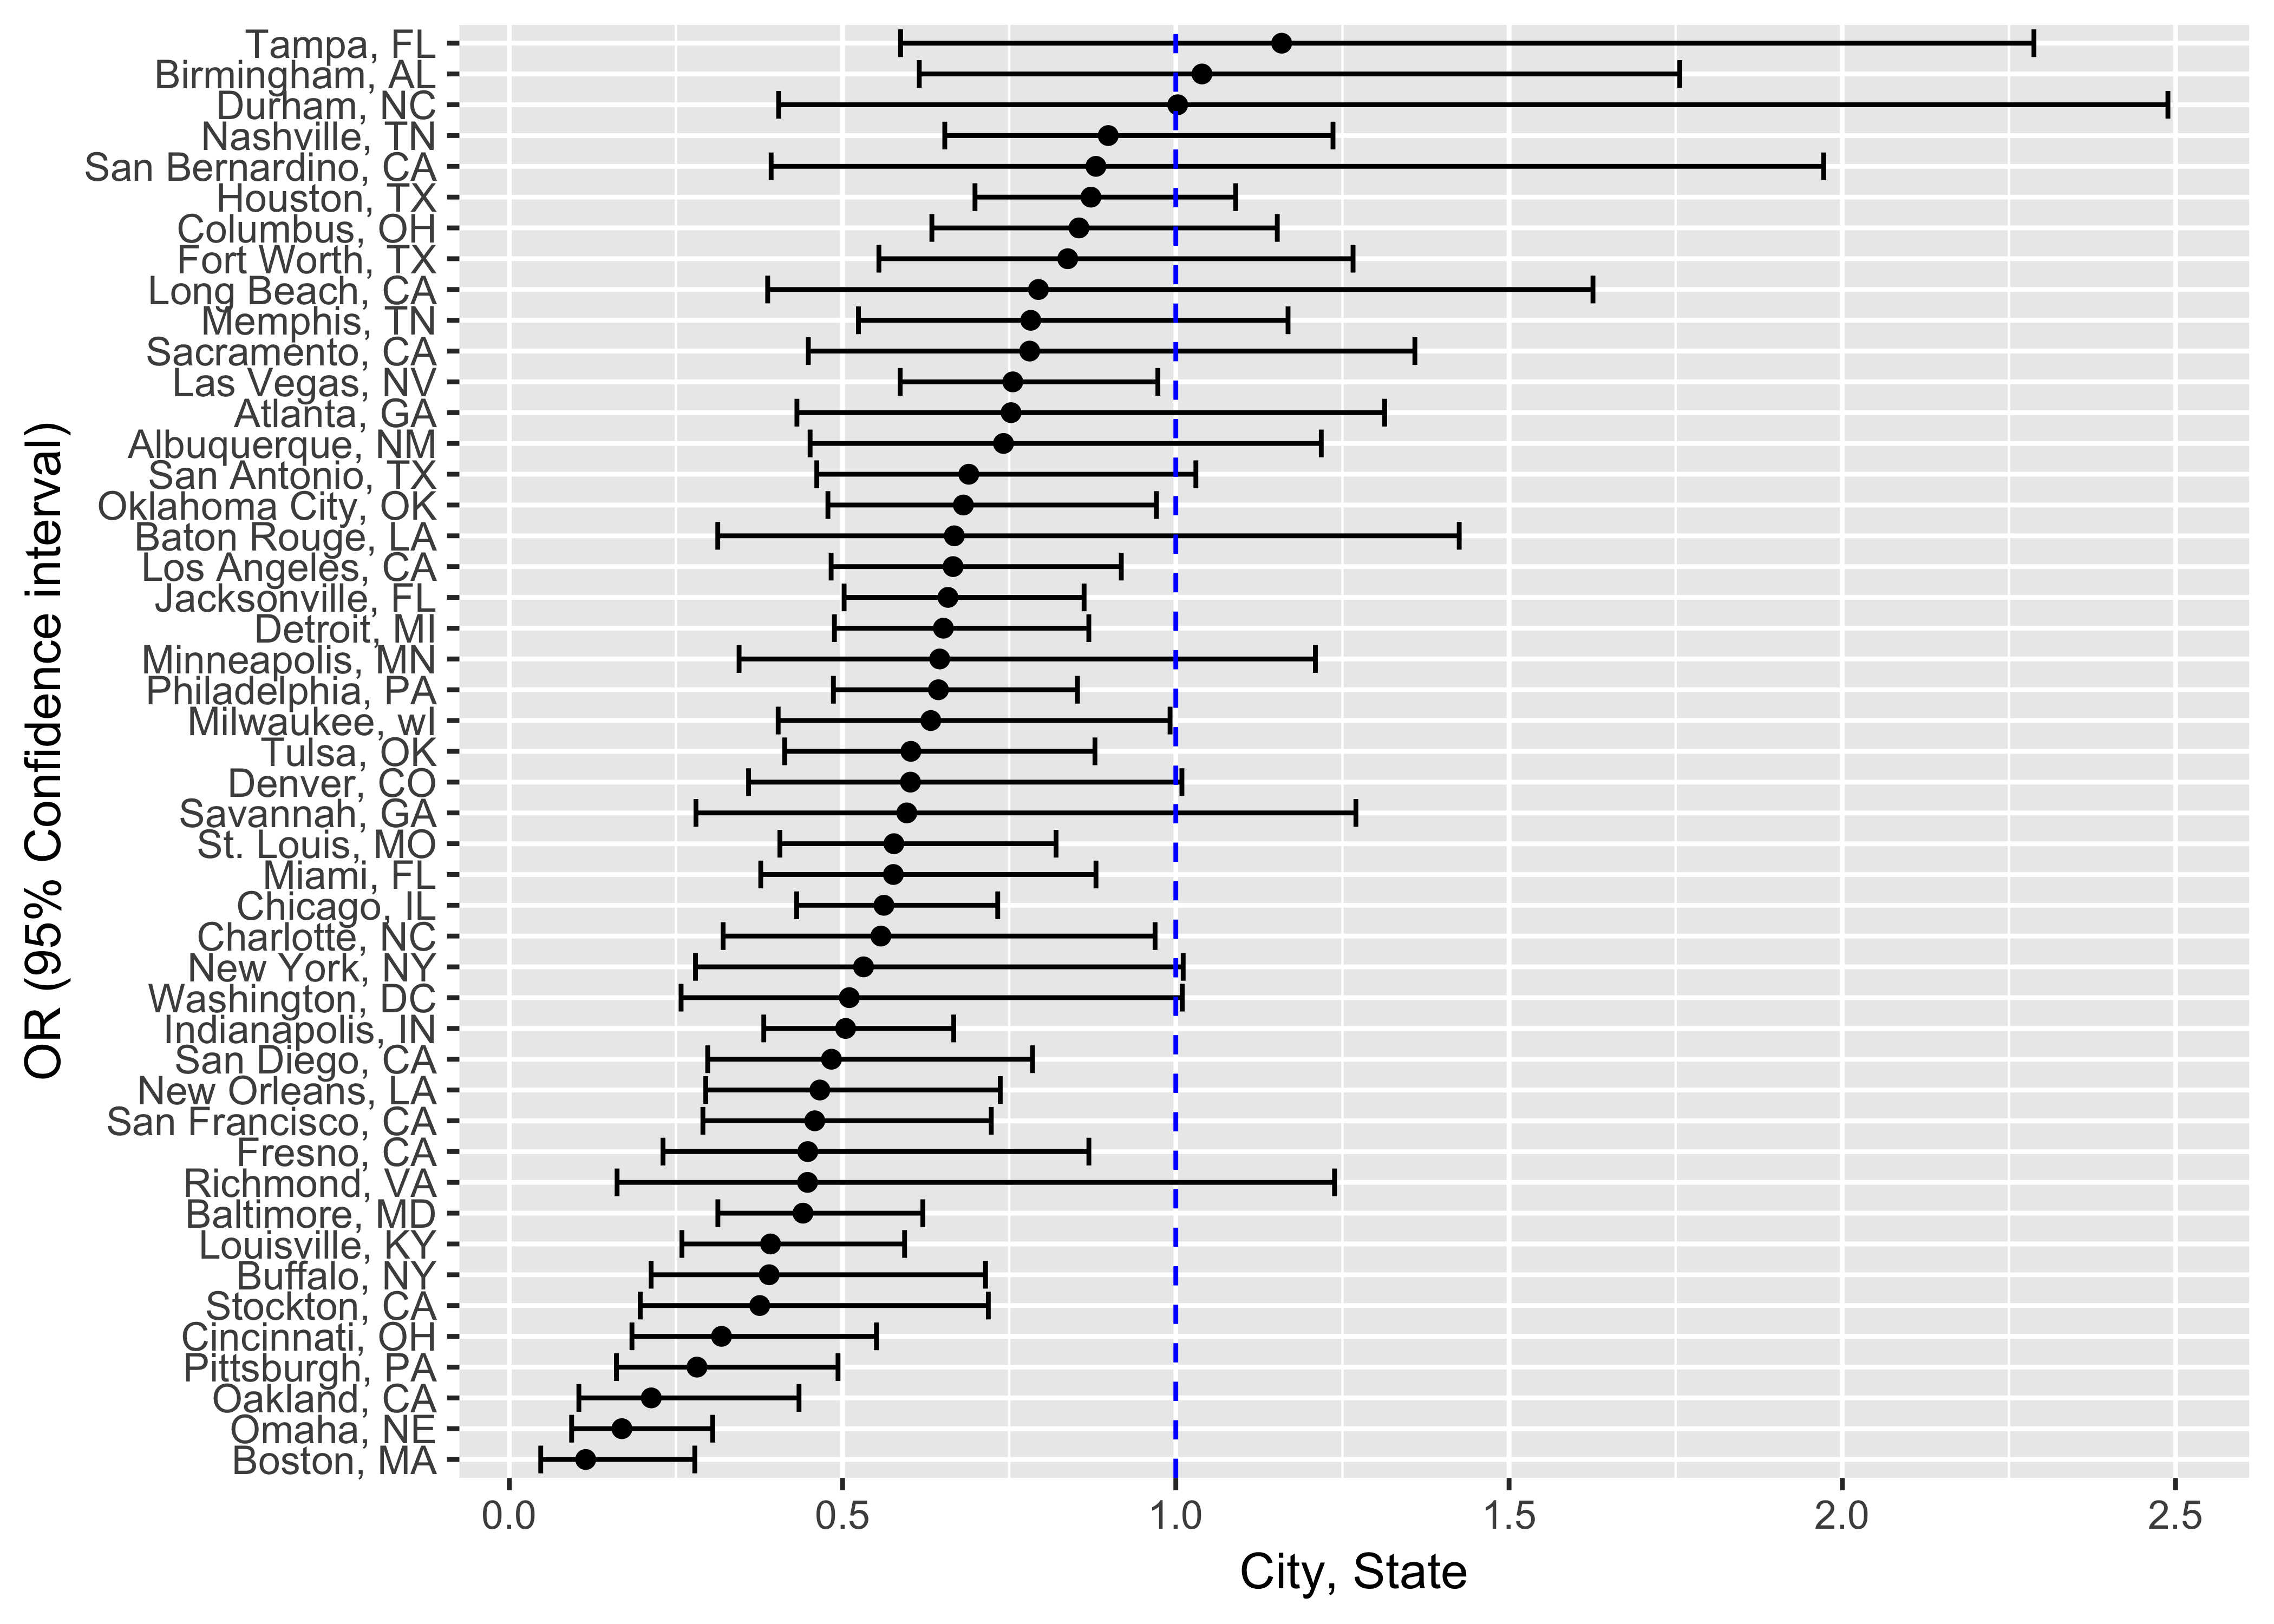 Tampa, FL
Birmingham, AL
Durham, NC
Nashville, TN
San Bernardino, CA
Houston, TX
Columbus, OH
Fort Worth, TX
Long Beach, CA
Memphis, TN
Sacramento, CA
Las Vegas, NV
Atlanta, GA
Albuquerque, NM
San Antonio, TX
Oklahoma City, OK
Baton Rouge, LA
Los Angeles, CA
Jacksonville, FL
Detroit, MI
Minneapolis, MN
Philadelphia, PA
Milwaukee, wI
Tulsa, OK
Denver, CO
Savannah, GA
St. Louis, MO
Miami, FL
Chicago, IL
Charlotte, NC
New York, NY
Washington, DC
Indianapolis, IN
San Diego, CA
New Orleans, LA
San Francisco, CA
Fresno, CA
Richmond, VA
Baltimore, MD
Louisville, KY
Buffalo, NY
Stockton, CA
Cincinnati, OH
Pittsburgh, PA
Oakland, CA
Omaha, NE
Boston, MA
OR (95% Confidence interval)
0.0 0.5 1.0 1.5 2.0 2.5
City, State